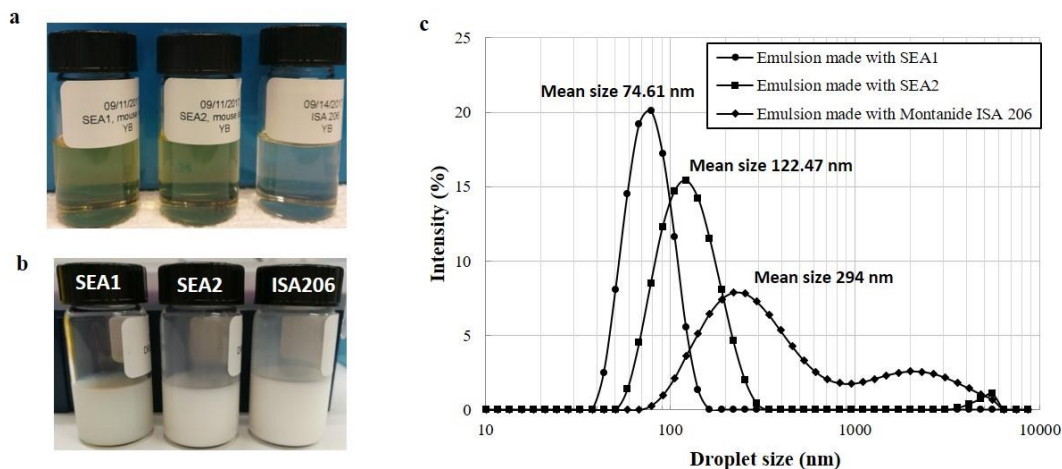 a
09/11/2017
SEA1, mouse
YB
09/11/2017
SEA2, mouse
YB
09/14/2017
ISA 206
YB
b
SEA1
SEA2
ISA206
c
25
20
15
10
5
0
Intensity (%)
Emulsion made with SEA1
Emulsion made with SEA2
Emulsion made with Montanide ISA 206
Mean size 74.61 nm
Mean size 122.47 nm
Mean size 294 nm
10
100
1000
10000
Droplet size (nm)